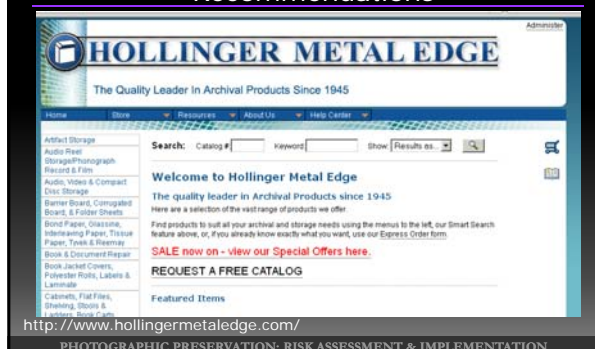 Recommendations
Administer
HOLLINGER METAL EDGE
The Quality Leader In Archival Products Since 1945
Home Store Resources About Us Help Center
Search: Catalog # Keyword Show: Results as...
Artifact Storage
Audio Reel
Storage/Phonograph
Record & Film
Audio, Video & Compact
Disc Storage
Barrier Board, Corrugated
Board, & Folder Sheets
Bond Paper, Glassine,
Interleaving Paper, Tissue
Paper, Tyvek & Reemay
Book & Document Repair
Book Jacket Covers,
Polyester Rolls, Labels &
Laminate
Cabinets, Flat Files,
Shelving, Stools &
Ladders, Book Carts
Welcome to Hollinger Metal Edge
The quality leader in Archival Products since 1945
Here are a selection of the vast range of products we offer.
Find products to suit all your archival and storage needs using the menus to the left, our Smart Search
feature above, or, if you already know exactly what you want, use our Express Order form.
SALE now on - view our Special Offers here.
REQUEST A FREE CATALOG
Featured Items
http://www.hollingermetaledge.com/
PHOTOGRAPHIC PRESERVATION: RISK ASSESSMENT & IMPLEMENTATION